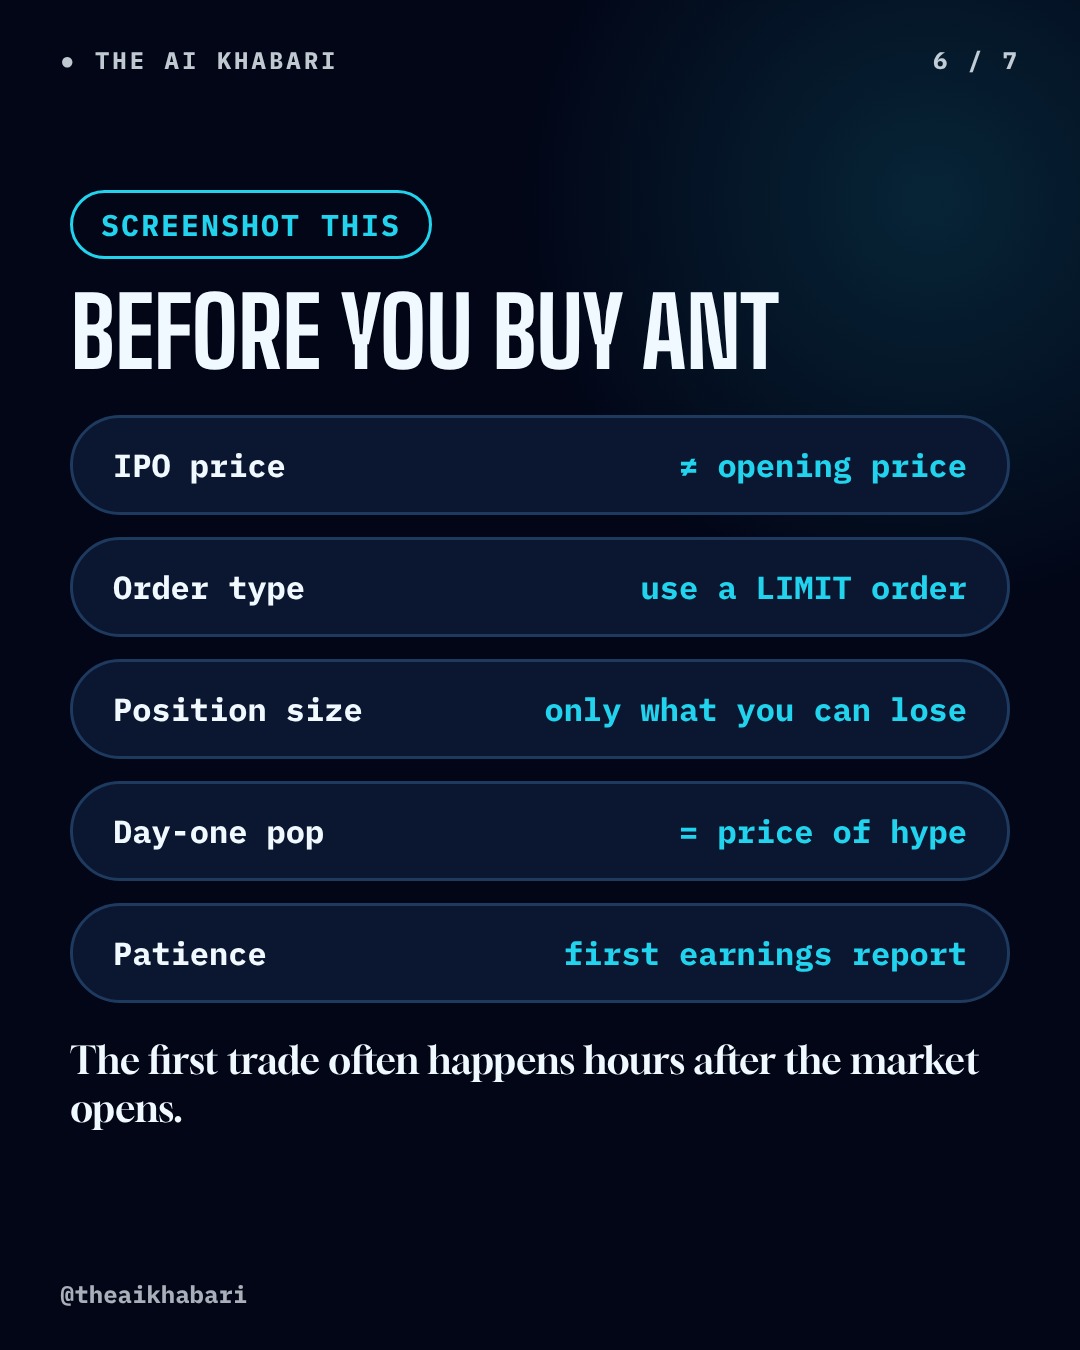 ● THE AI KHABARI
6 / 7
SCREENSHOT THIS
BEFORE YOU BUY ANT
IPO price ≠ opening price
Order type use a LIMIT order
Position size only what you can lose
Day-one pop = price of hype
Patience first earnings report
The first trade often happens hours after the market
opens.
@theaikhabari